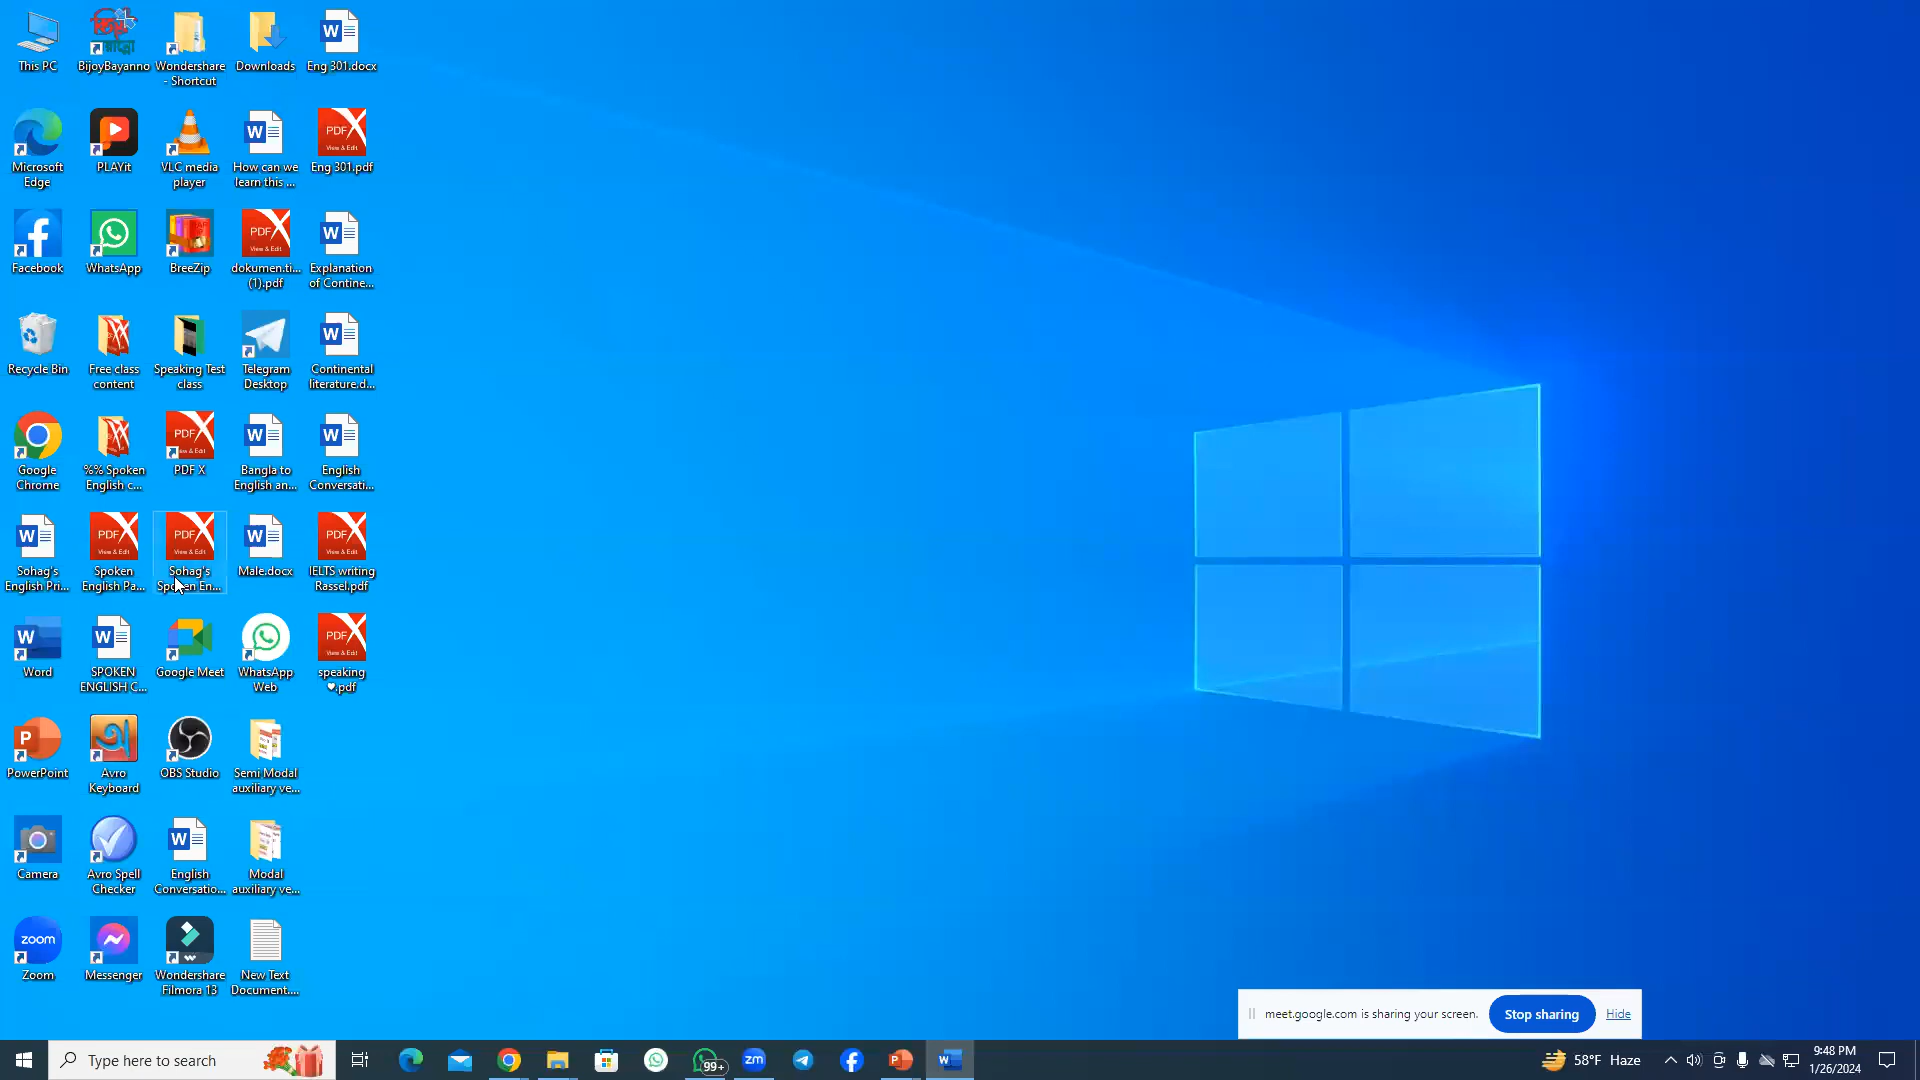 This PC
BijoyBayanno
Wondershare
- Shortcut
Downloads
Eng 301.docx
Microsoft
Edge
PLAYit
VLC media
player
How can we
learn this ...
Eng 301.pdf
Facebook
WhatsApp
BreeZip
dokumen.ti...
(1).pdf
Explanation
of Contine...
Recycle Bin
Free class
content
Speaking Test
class
Telegram
Desktop
Continental
literature.d...
Google
Chrome
%% Spoken
English c...
PDF X
Bangla to
English an...
English
Conversati...
Sohag's
English Pri...
Spoken
English Pa...
Sohag's
Spoken En...
Male.docx
IELTS writing
Rassel.pdf
Word
SPOKEN
ENGLISH C...
Google Meet
WhatsApp
Web
speaking
♥.pdf
PowerPoint
Avro
Keyboard
OBS Studio
Semi Modal
auxiliary ve...
Camera
Avro Spell
Checker
English
Conversatio...
Modal
auxiliary ve...
zoom
Zoom
Messenger
Wondershare
Filmora 13
New Text
Document....
meet.google.com is sharing your screen.
Stop sharing
Hide
Type here to search
99+
zm
58°F Haze
9:48 PM
1/26/2024